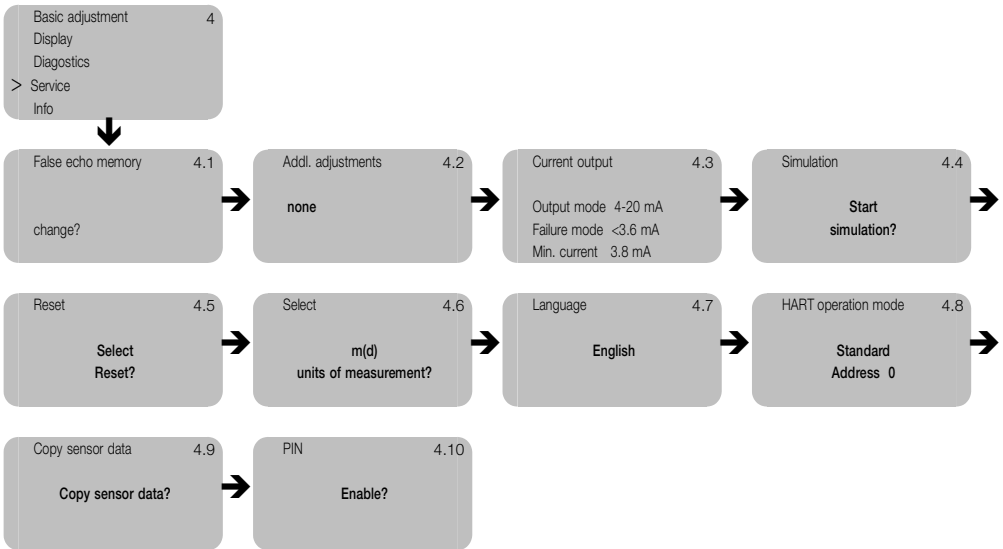 Basic adjustment 4
Display
Diagostics
> Service
Info
False echo memory 4.1
change?
Addl. adjustments 4.2
none
Current output 4.3
Output mode 4-20 mA
Failure mode <3.6 mA
Min. current 3.8 mA
Simulation 4.4
Start
simulation?
Reset 4.5
Select
Reset?
Select 4.6
m(d)
units of measurement?
Language 4.7
English
HART operation mode 4.8
Standard
Address 0
Copy sensor data 4.9
Copy sensor data?
PIN 4.10
Enable?